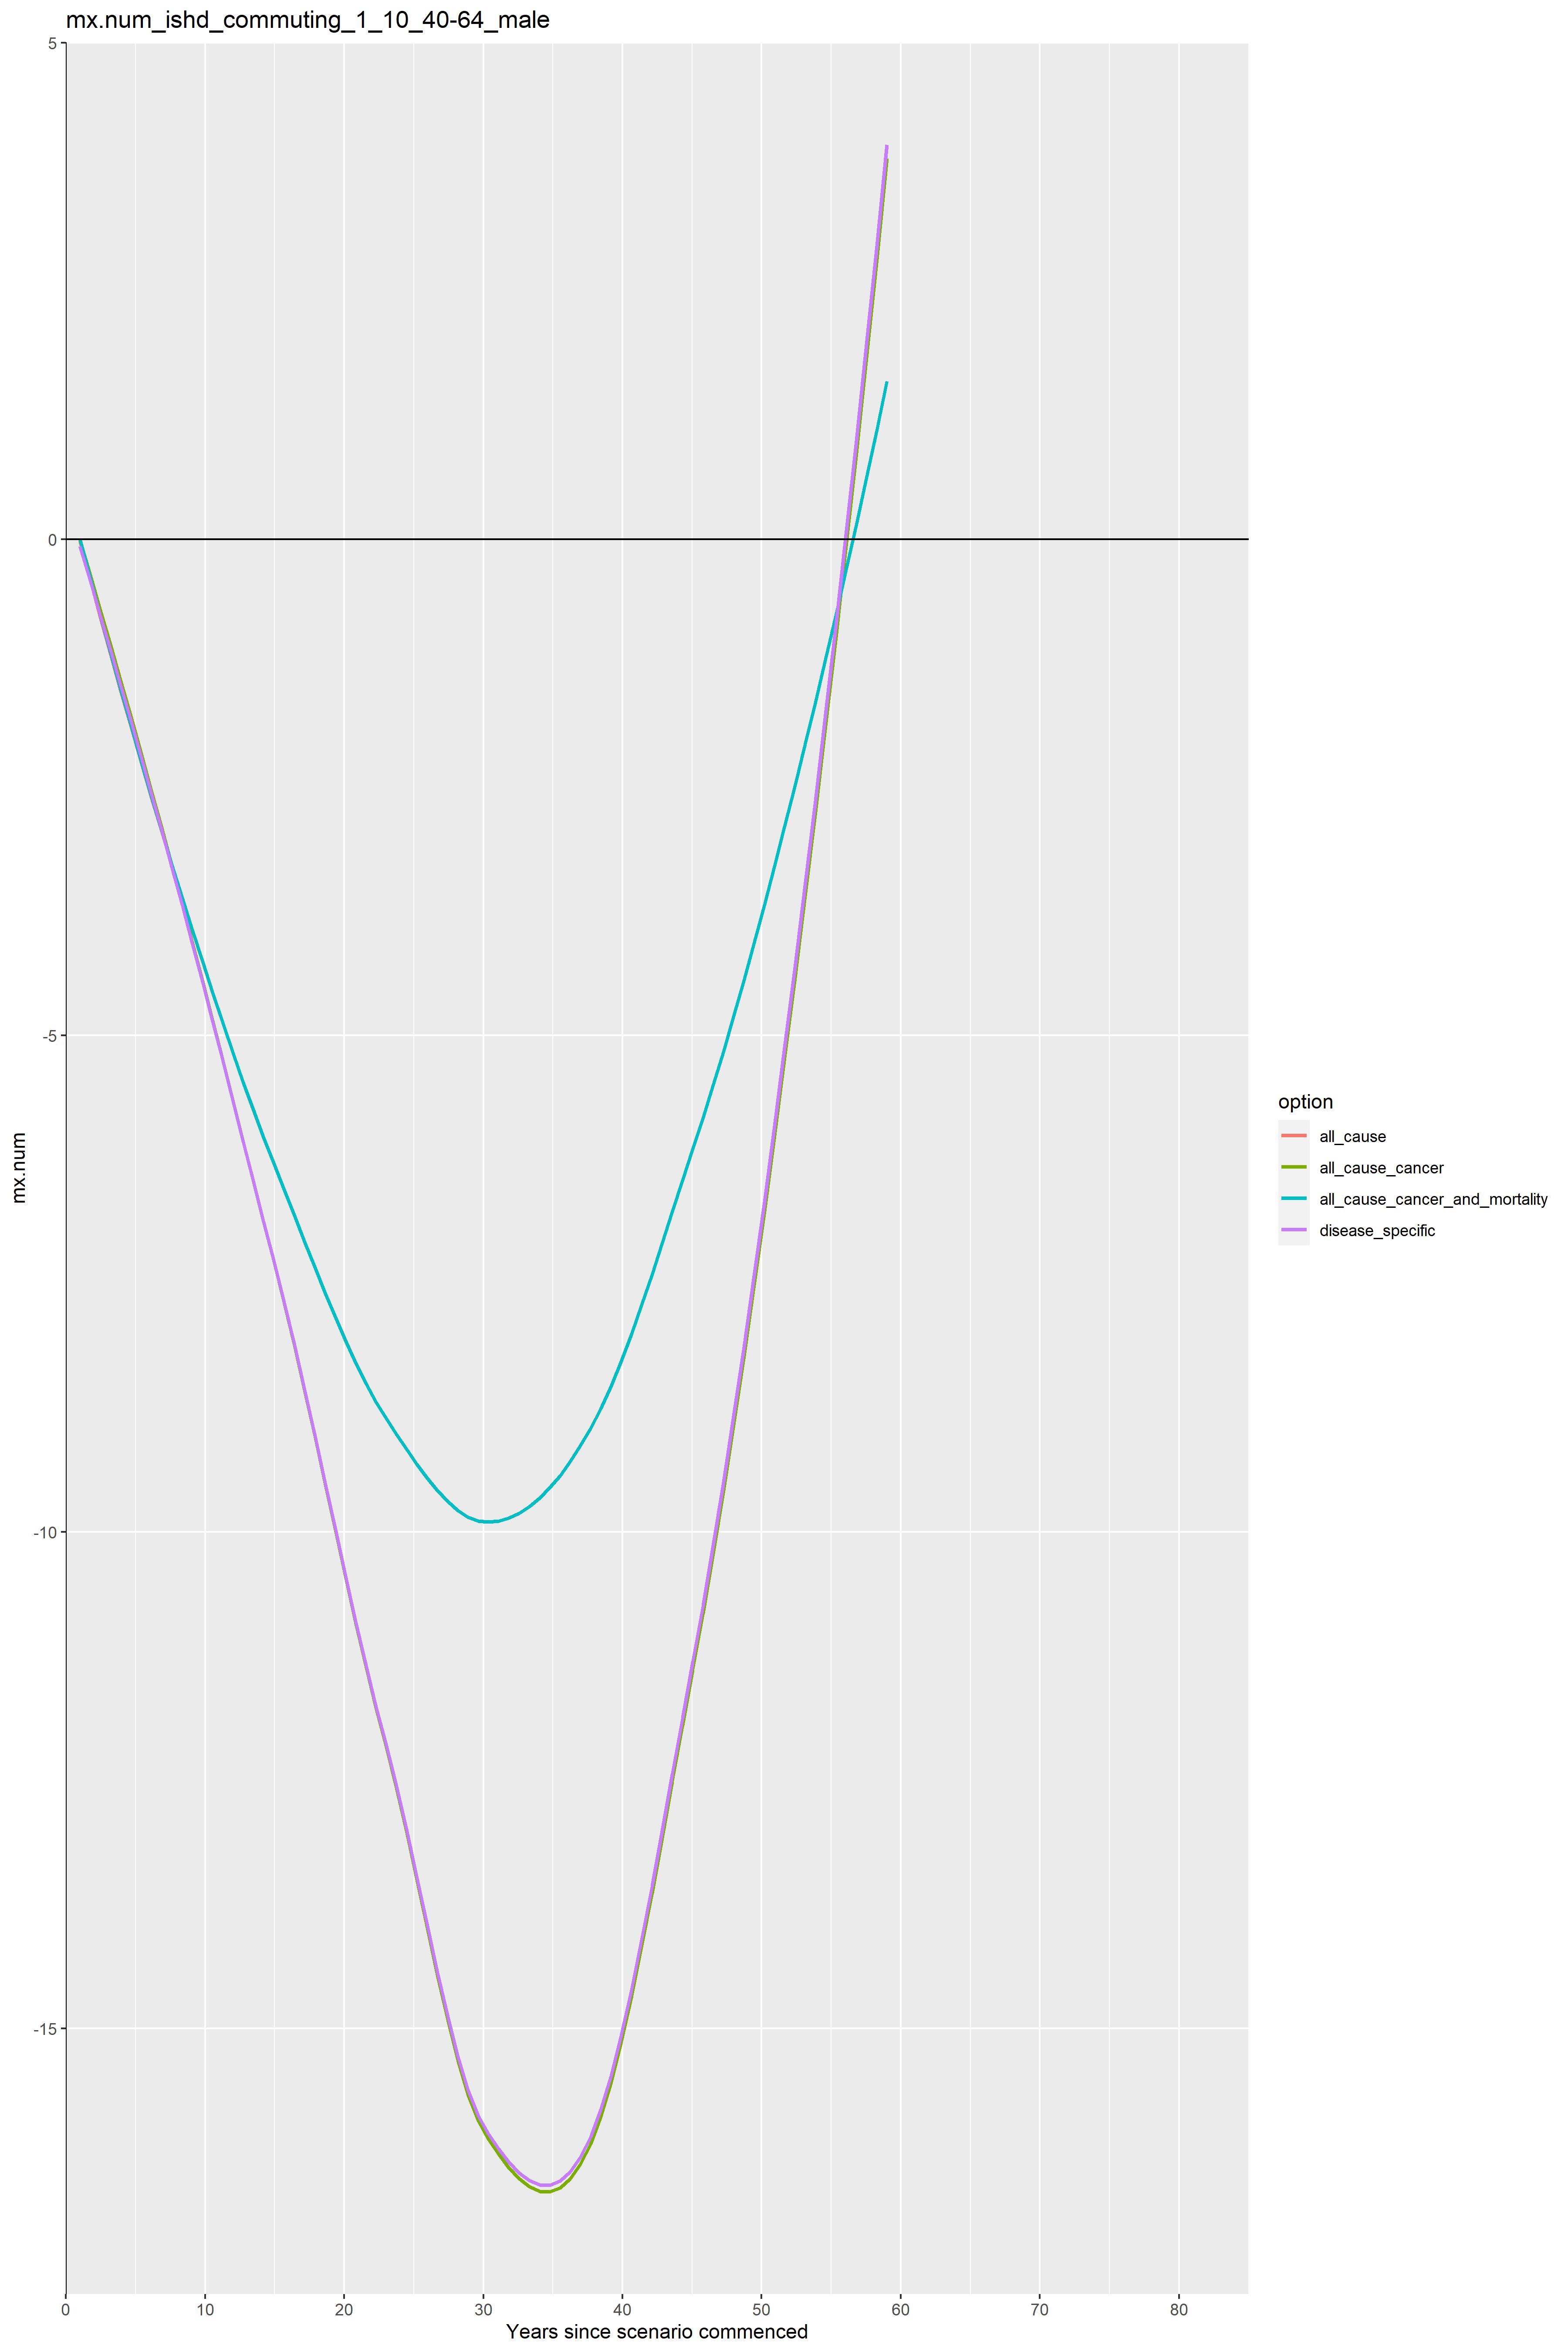 mx.num_ishd_commuting_1_10_40-64_male
5
0
-5
-10
-15
mx.num
0 10 20 30 40 50 60 70 80
Years since scenario commenced
option
all_cause
all_cause_cancer
all_cause_cancer_and_mortality
disease_specific